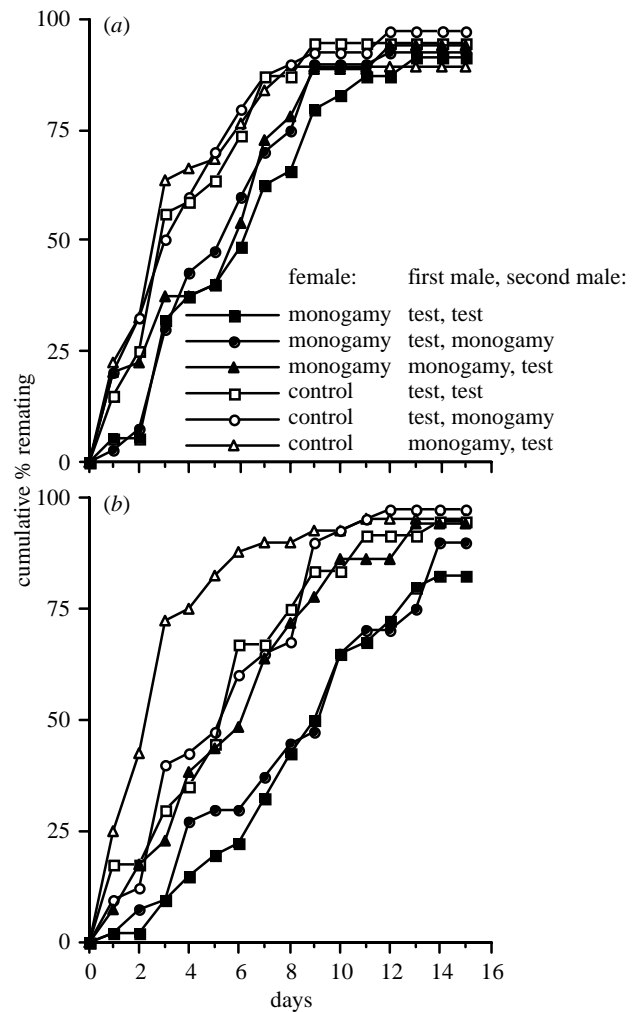 100
(a)
75
50
25
0
female: first male, second male:
monogamy test, test
monogamy test, monogamy
monogamy monogamy, test
control test, test
control test, monogamy
control monogamy, test
cumulative % remating
100
(b)
75
50
25
0
0 2 4 6 8 10 12 14 16
days